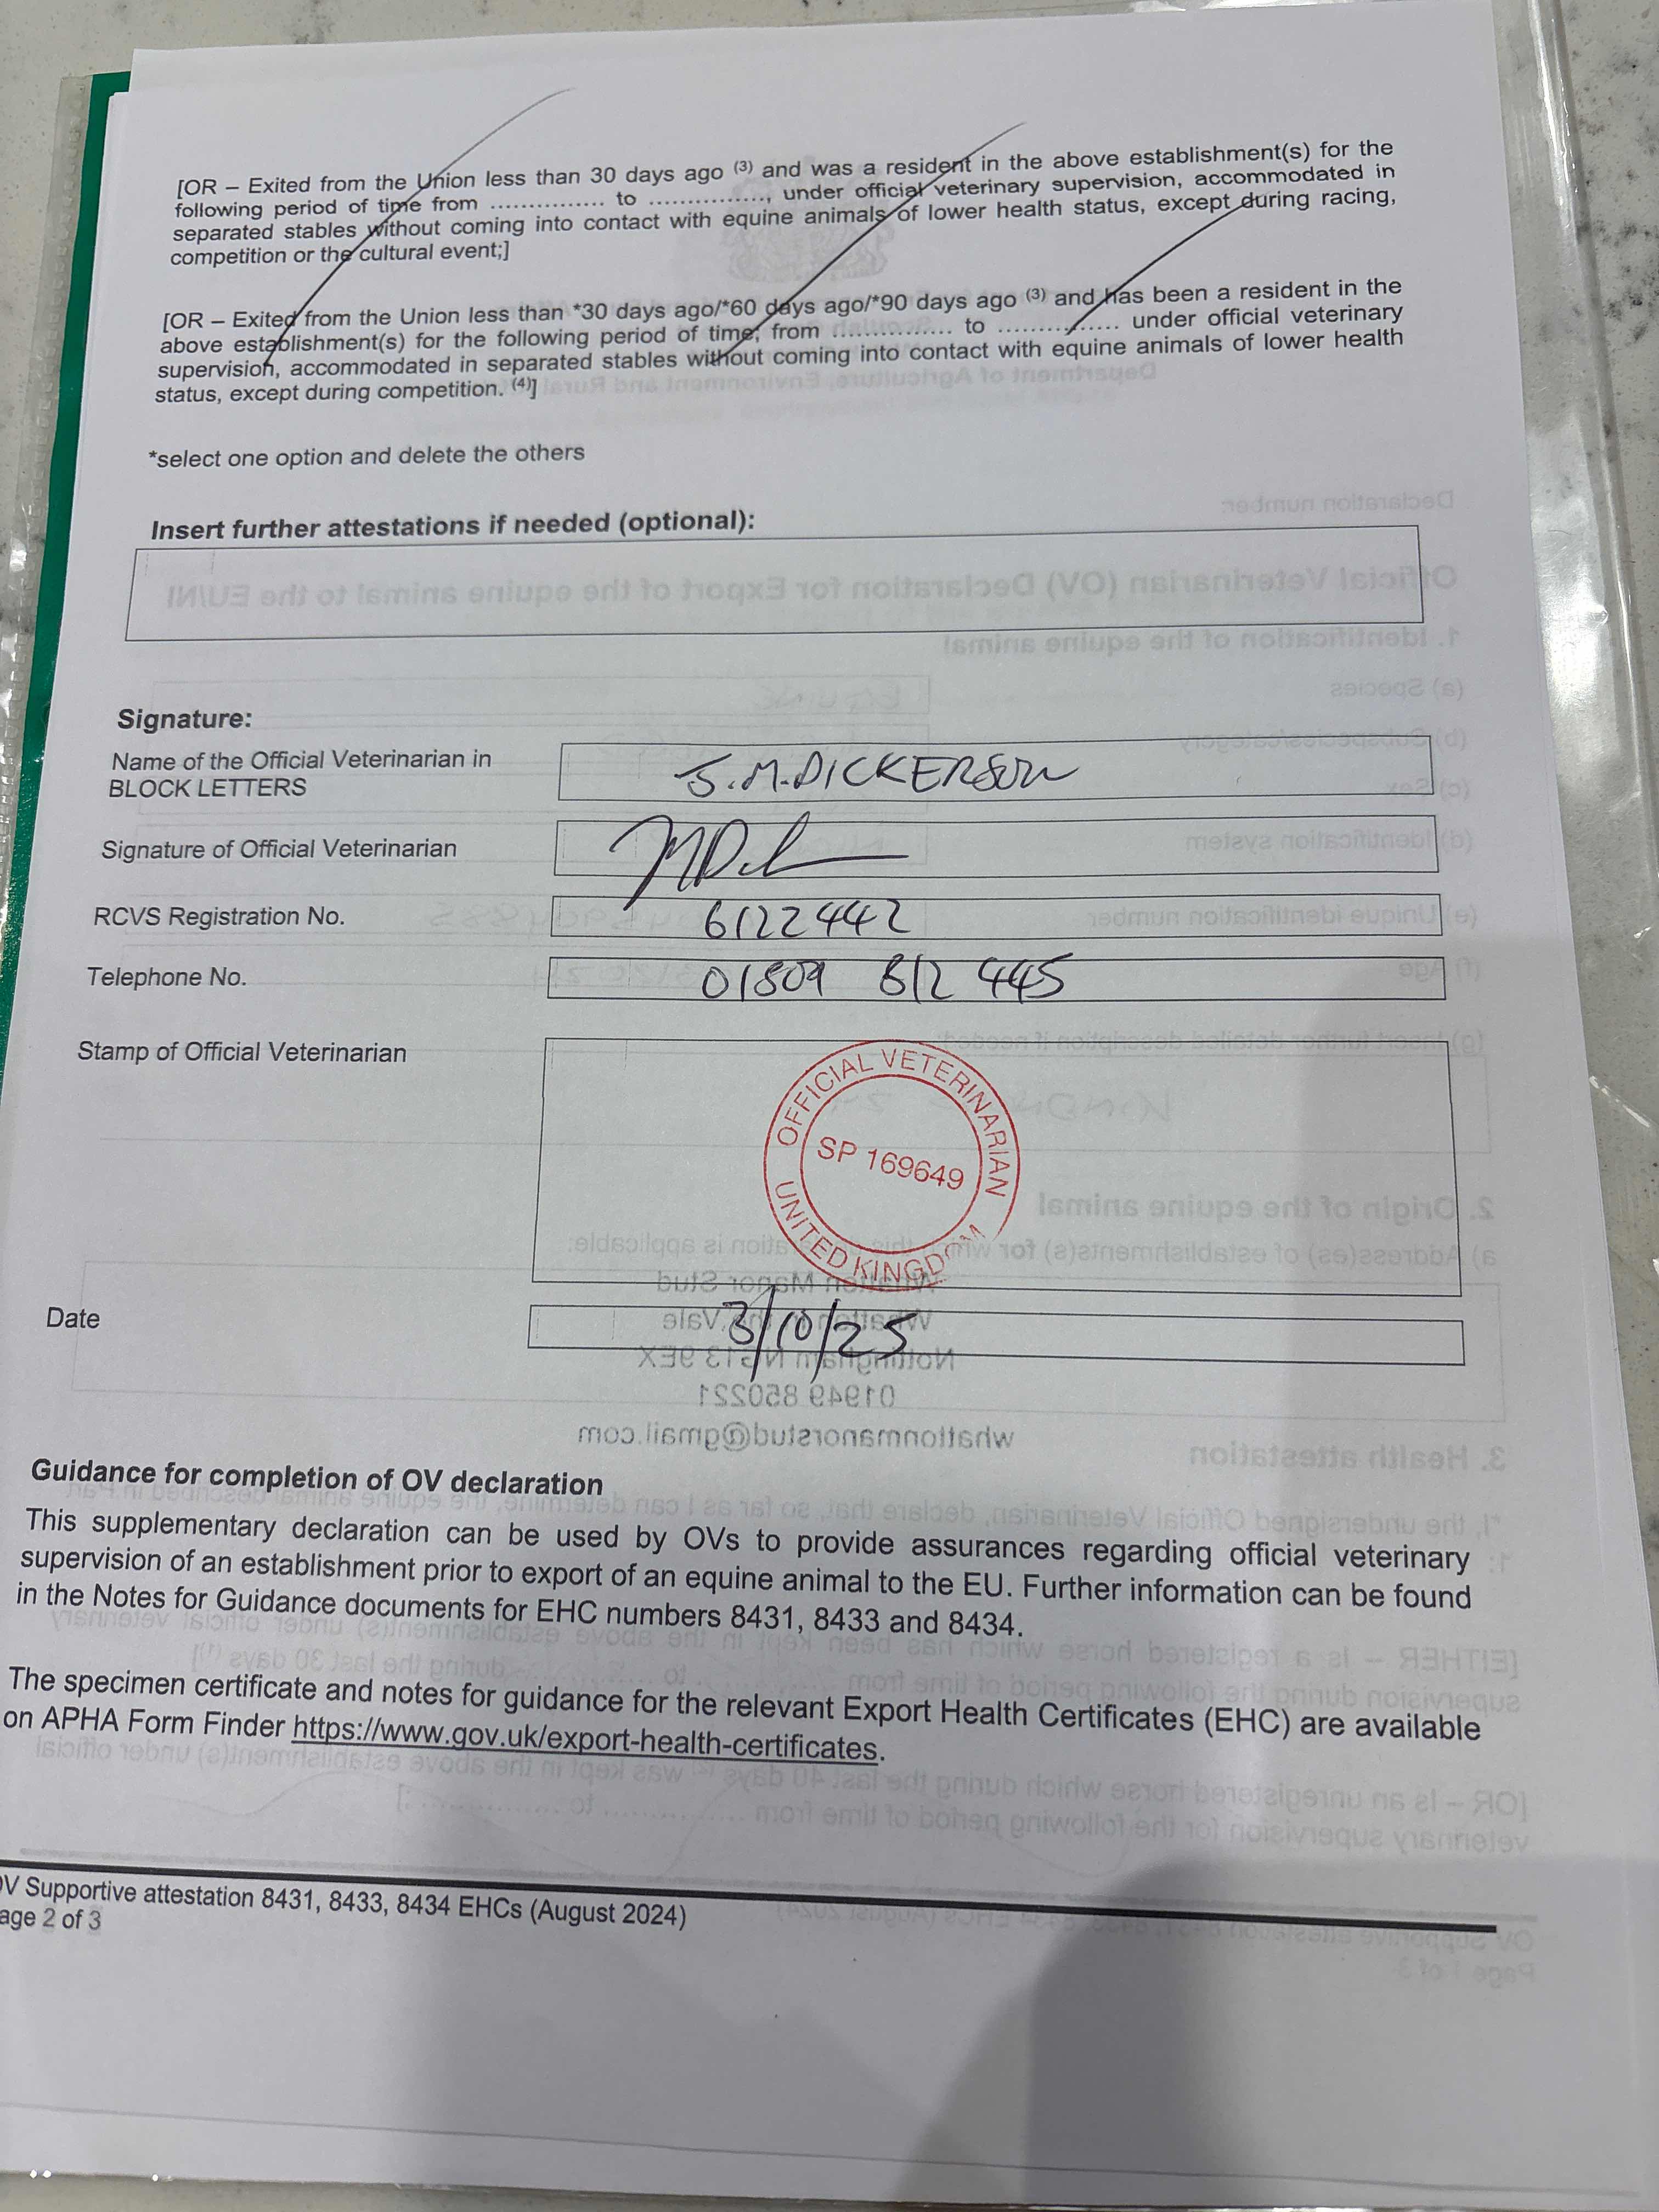 [OR – Exited from the Union less than 30 days ago (3) and was a resident in the above establishment(s) for the
following period of time from ............... to ..............., under official veterinary supervision, accommodated in
separated stables without coming into contact with equine animals of lower health status, except during racing,
competition or the cultural event;]
[OR – Exited from the Union less than *30 days ago/*60 days ago/*90 days ago (3) and has been a resident in the
above establishment(s) for the following period of time; from ............... to ............... under official veterinary
supervision, accommodated in separated stables without coming into contact with equine animals of lower health
status, except during competition. (4)]
*select one option and delete the others
Insert further attestations if needed (optional):
Signature:
Name of the Official Veterinarian in
BLOCK LETTERS
J.M.DICKERSON
Signature of Official Veterinarian
RCVS Registration No.
6122442
Telephone No.
01509 812 445
Stamp of Official Veterinarian
OFFICIAL VETERINARIAN
SP 169649
UNITED KINGDOM
Date
3/10/25
Guidance for completion of OV declaration
This supplementary declaration can be used by OVs to provide assurances regarding official veterinary
supervision of an establishment prior to export of an equine animal to the EU. Further information can be found
in the Notes for Guidance documents for EHC numbers 8431, 8433 and 8434.
The specimen certificate and notes for guidance for the relevant Export Health Certificates (EHC) are available
on APHA Form Finder https://www.gov.uk/export-health-certificates.
OV Supportive attestation 8431, 8433, 8434 EHCs (August 2024)
age 2 of 3